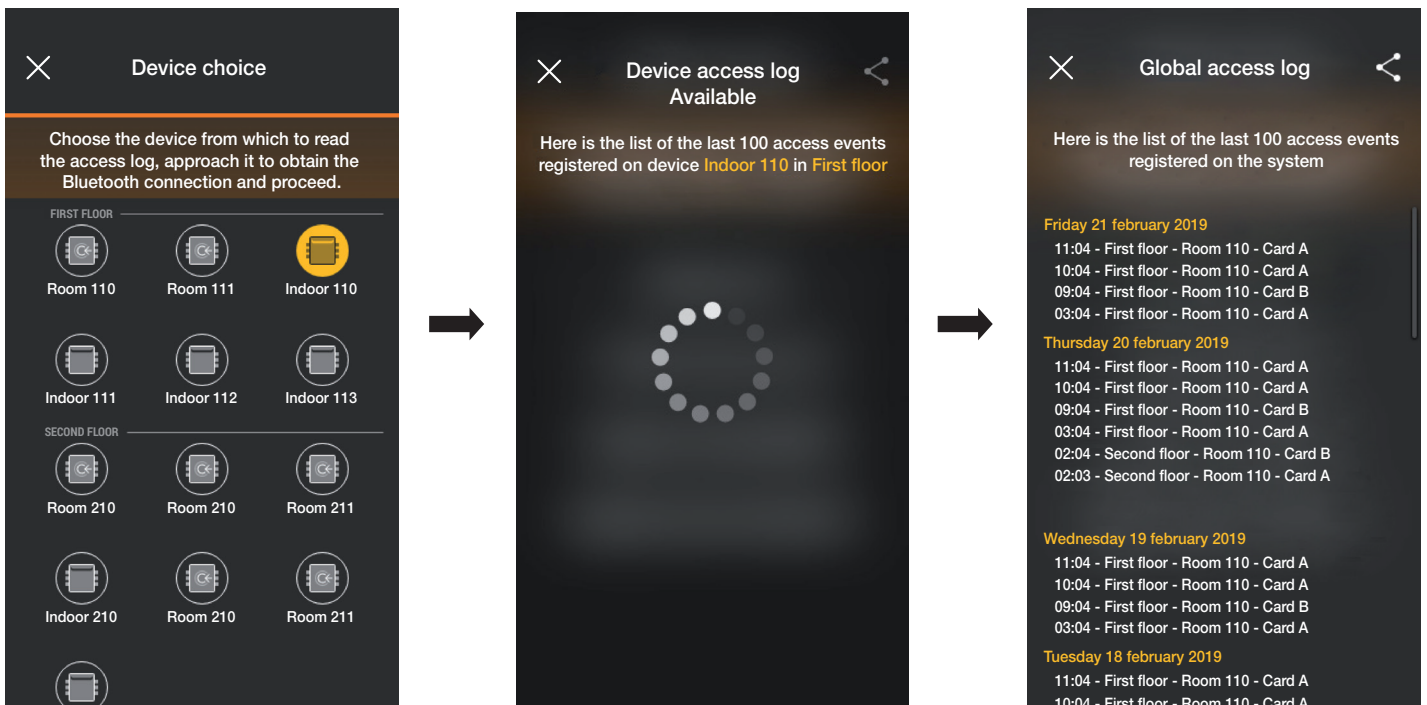 Device choice
Choose the device from which to read
the access log, approach it to obtain the
Bluetooth connection and proceed.
FIRST FLOOR
Room 110
Room 111
Indoor 110
Indoor 111
Indoor 112
Indoor 113
SECOND FLOOR
Room 210
Room 210
Room 211
Indoor 210
Room 210
Room 211
Device access log
Available
Here is the list of the last 100 access events
registered on device Indoor 110 in First floor
Global access log
Here is the list of the last 100 access events
registered on the system
Friday 21 february 2019
11:04 - First floor - Room 110 - Card A
10:04 - First floor - Room 110 - Card A
09:04 - First floor - Room 110 - Card B
03:04 - First floor - Room 110 - Card A
Thursday 20 february 2019
11:04 - First floor - Room 110 - Card A
10:04 - First floor - Room 110 - Card A
09:04 - First floor - Room 110 - Card B
03:04 - First floor - Room 110 - Card A
02:04 - Second floor - Room 110 - Card B
02:03 - Second floor - Room 110 - Card A
Wednesday 19 february 2019
11:04 - First floor - Room 110 - Card A
10:04 - First floor - Room 110 - Card A
09:04 - First floor - Room 110 - Card B
03:04 - First floor - Room 110 - Card A
Tuesday 18 february 2019
11:04 - First floor - Room 110 - Card A
10:04 - First floor - Room 110 - Card A